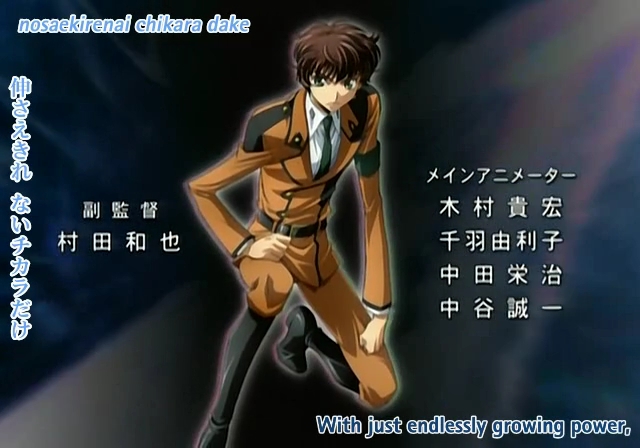 nosaekirenai chikara dake
伸さえきれ ないチカラだけ
副監督
村田和也
メインアニメーター
木村貴宏
千羽由利子
中田栄治
中谷誠一
With just endlessly growing power,